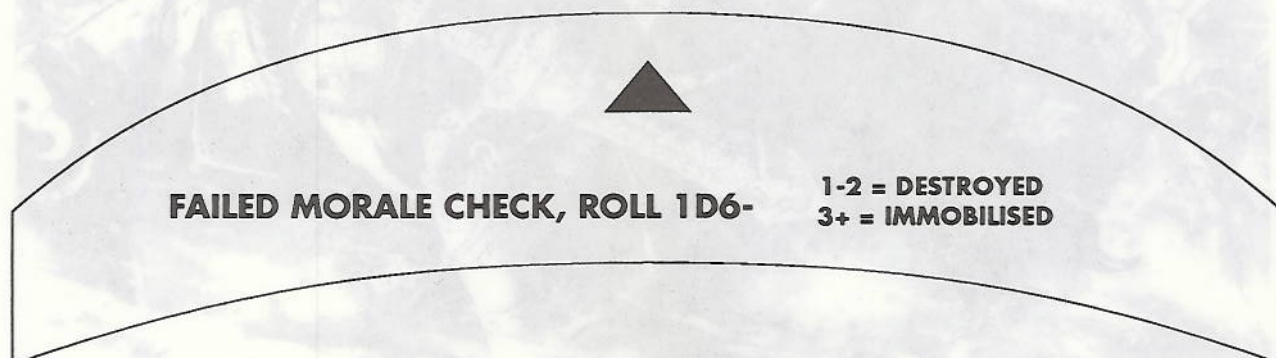 FAILED MORALE CHECK, ROLL 1D6-
1-2 = DESTROYED
3+ = IMMOBILISED